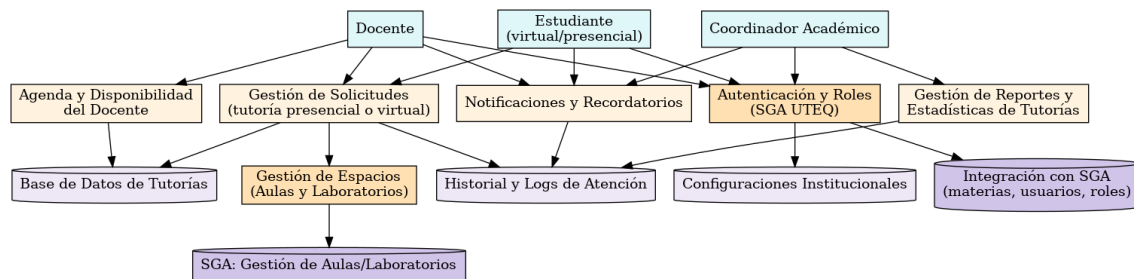 Docente
Estudiante
(virtual/presencial)
Coordinador Académico
Agenda y Disponibilidad
del Docente
Gestión de Solicitudes
(tutoría presencial o virtual)
Notificaciones y Recordatorios
Autenticación y Roles
(SGA UTEQ)
Gestión de Reportes y
Estadísticas de Tutorías
Base de Datos de Tutorías
Gestión de Espacios
(Aulas y Laboratorios)
Historial y Logs de Atención
Configuraciones Institucionales
Integración con SGA
(materias, usuarios, roles)
SGA: Gestión de Aulas/Laboratorios